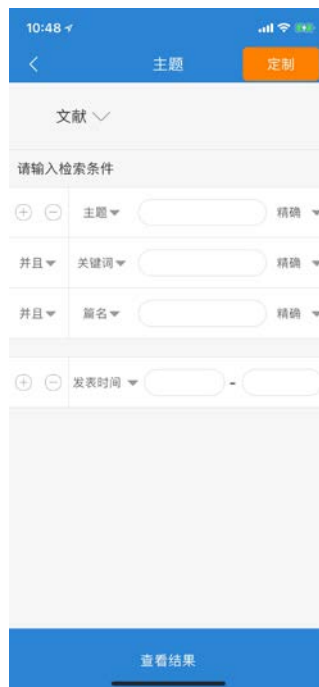 10:48
主题 定制
文献
请输入检索条件
主题 精确
并且 关键词 精确
并且 篇名 精确
发表时间 -
查看结果